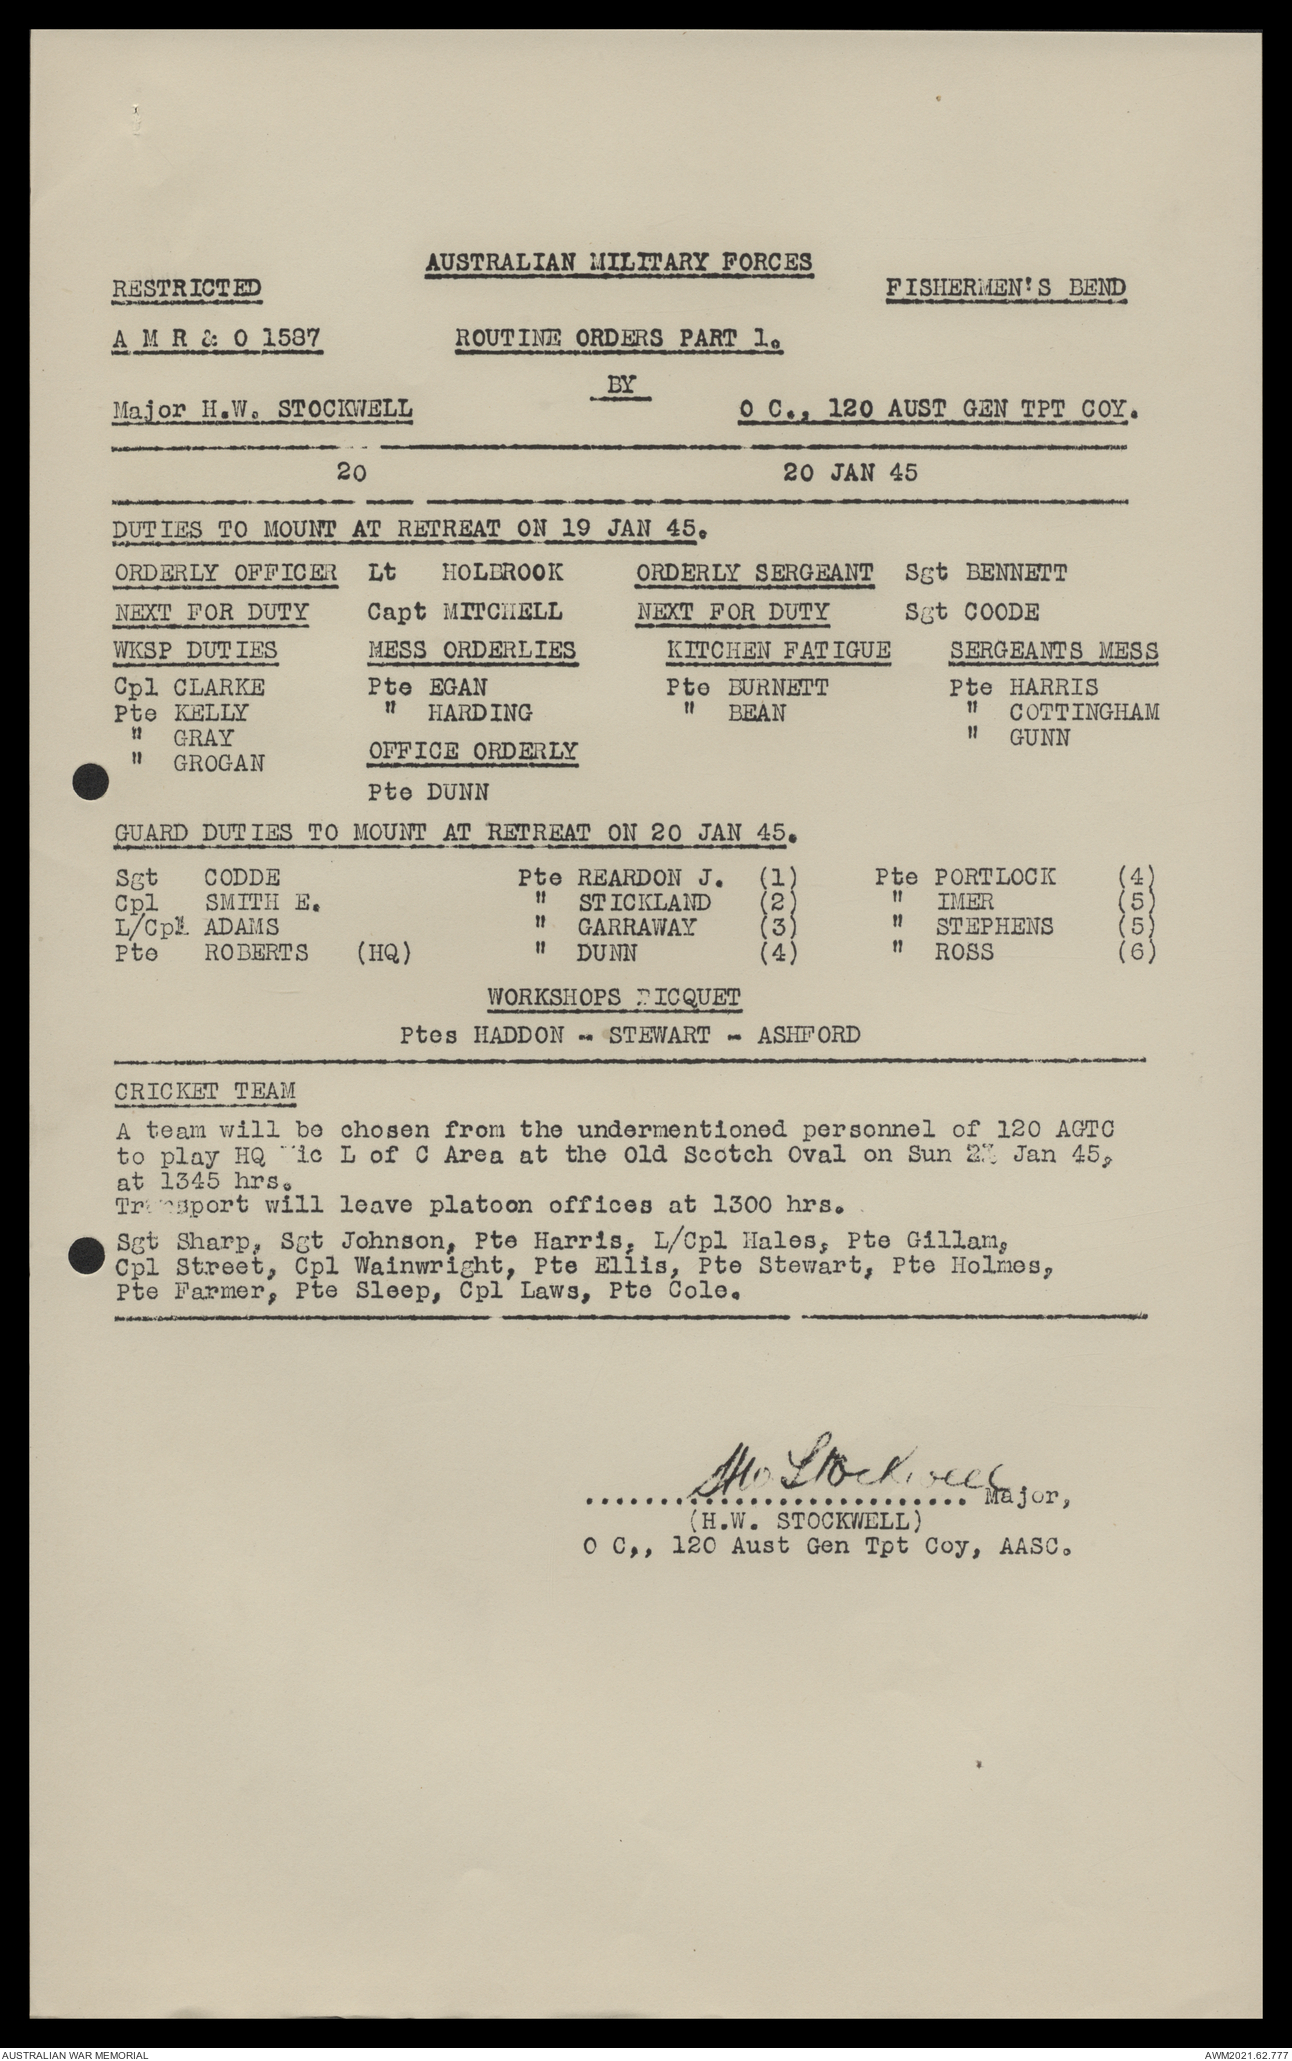 AUSTRALIAN MILITARY FORCES
RESTRICTED FISHERMEN'S BEND
A M R & O 1587 ROUTINE ORDERS PART 1.
BY
Major H.W. STOCKWELL O C., 120 AUST GEN TPT COY.
20 20 JAN 45
DUTIES TO MOUNT AT RETREAT ON 19 JAN 45.
ORDERLY OFFICER Lt HOLBROOK ORDERLY SERGEANT Sgt BENNETT
NEXT FOR DUTY Capt MITCHELL NEXT FOR DUTY Sgt COODE
WKSP DUTIES MESS ORDERLIES KITCHEN FATIGUE SERGEANTS MESS
Cpl CLARKE Pte EGAN Pte BURNETT Pte HARRIS
Pte KELLY " HARDING " BEAN " COTTINGHAM
" GRAY " GUNN
OFFICE ORDERLY
" GROGAN
Pte DUNN
GUARD DUTIES TO MOUNT AT RETREAT ON 20 JAN 45.
Sgt CODDE Pte REARDON J. (1) Pte PORTLOCK (4)
Cpl SMITH E. " STICKLAND (2) " IMER (5)
L/Cpl ADAMS " GARRAWAY (3) " STEPHENS (5)
Pte ROBERTS (HQ) " DUNN (4) " ROSS (6)
WORKSHOPS PICQUET
Ptes HADDON - STEWART - ASHFORD
CRICKET TEAM
A team will be chosen from the undermentioned personnel of 120 AGTC
to play HQ Vic L of C Area at the Old Scotch Oval on Sun Jan 45,
at 1345 hrs.
Transport will leave platoon offices at 1300 hrs.
Sgt Sharp, Sgt Johnson, Pte Harris, L/Cpl Hales, Pte Gillam,
Cpl Street, Cpl Wainwright, Pte Ellis, Pte Stewart, Pte Holmes,
Pte Farmer, Pte Sleep, Cpl Laws, Pte Cole.
HW Stockwell
.......................... Major,
(H.W. STOCKWELL)
O C,, 120 Aust Gen Tpt Coy, AASC.
AUSTRALIAN WAR MEMORIAL AWM2021.62.777